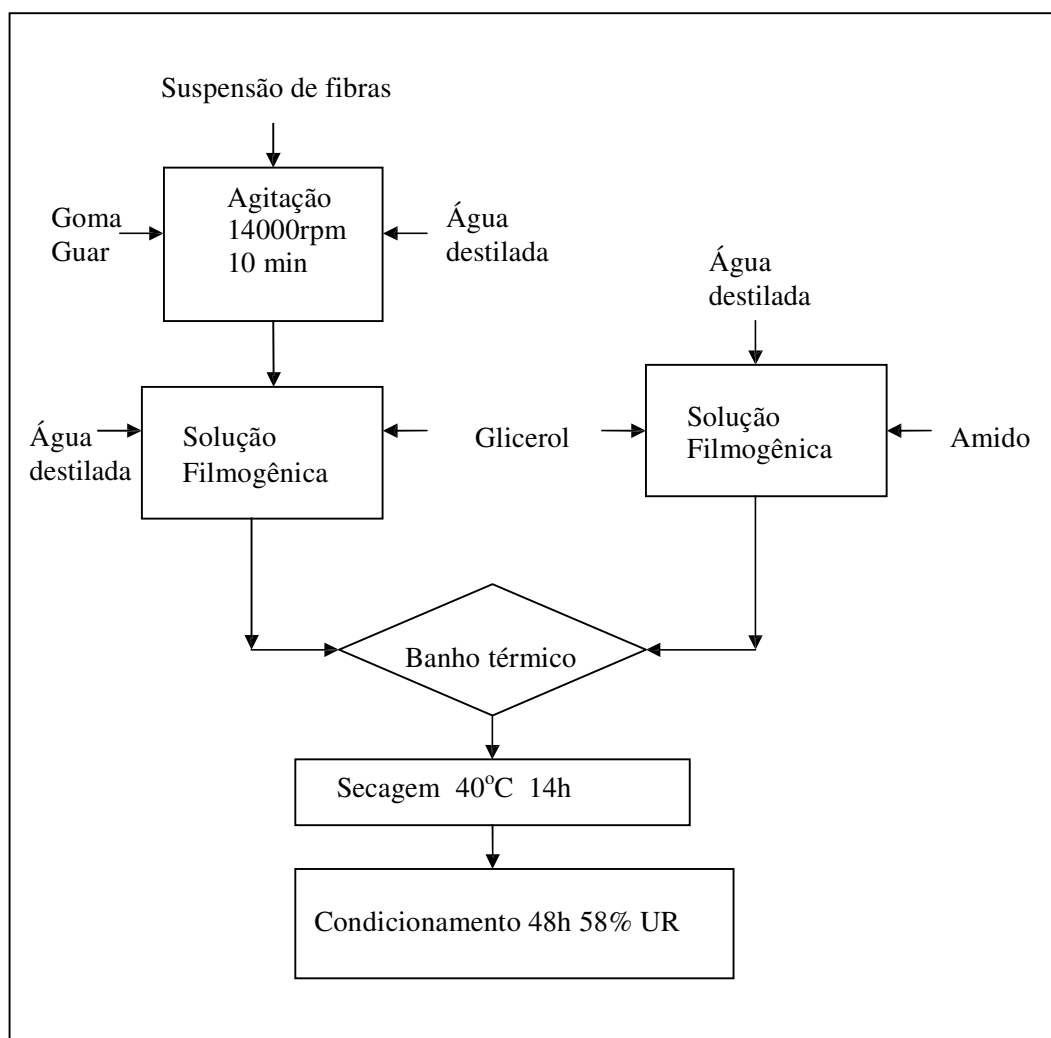 Suspensão de fibras
Agitação
14000rpm
10 min
Goma
Guar
Água
destilada
Água
destilada
Água
destilada
Solução
Filmogênica
Glicerol
Solução
Filmogênica
Amido
Banho térmico
Secagem 40°C 14h
Condicionamento 48h 58% UR